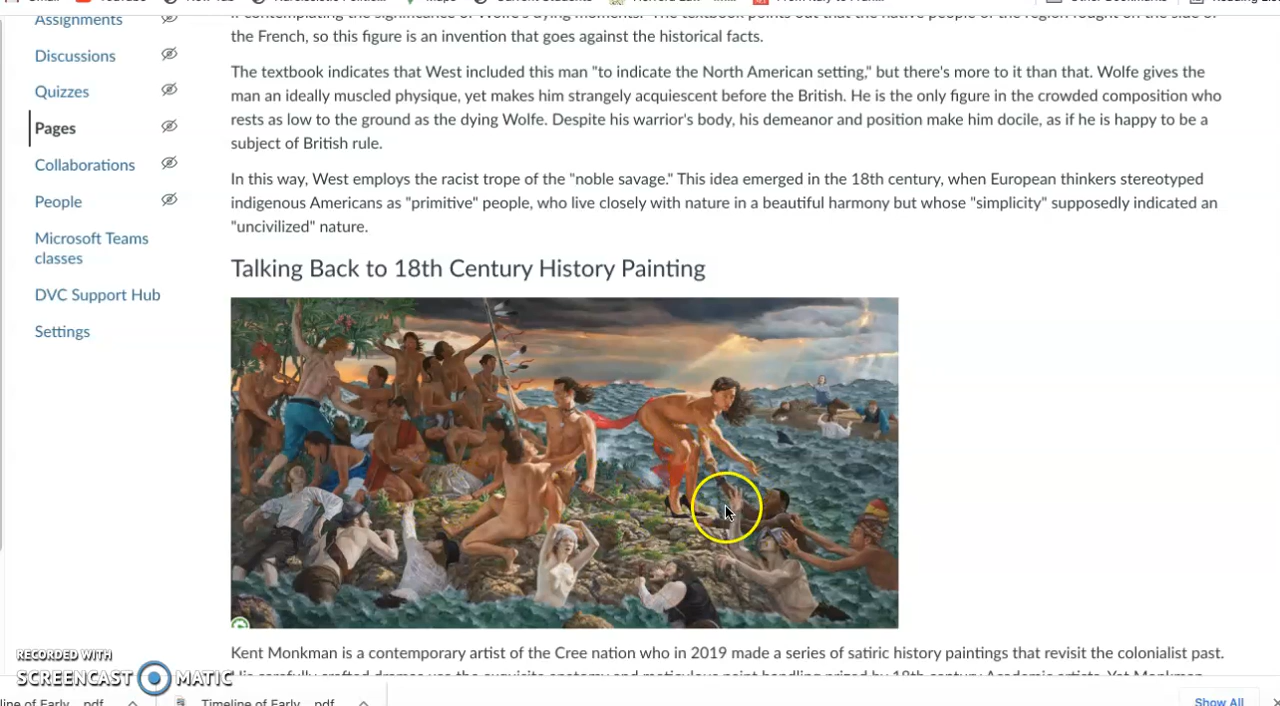 Assignments
Discussions
Quizzes
Pages
Collaborations
People
Microsoft Teams
classes
DVC Support Hub
Settings
If contemplating the significance of Wolfe's dying moments. The textbook points out that the native people of the region fought on the side of
the French, so this figure is an invention that goes against the historical facts.
The textbook indicates that West included this man "to indicate the North American setting," but there's more to it than that. Wolfe gives the
man an ideally muscled physique, yet makes him strangely acquiescent before the British. He is the only figure in the crowded composition who
rests as low to the ground as the dying Wolfe. Despite his warrior's body, his demeanor and position make him docile, as if he is happy to be a
subject of British rule.
In this way, West employs the racist trope of the "noble savage." This idea emerged in the 18th century, when European thinkers stereotyped
indigenous Americans as "primitive" people, who live closely with nature in a beautiful harmony but whose "simplicity" supposedly indicated an
"uncivilized" nature.
Talking Back to 18th Century History Painting
Kent Monkman is a contemporary artist of the Cree nation who in 2019 made a series of satiric history paintings that revisit the colonialist past.
RECORDED WITH
SCREENCAST MATIC
line of Early....pdf
Timeline of Early....pdf
Show All